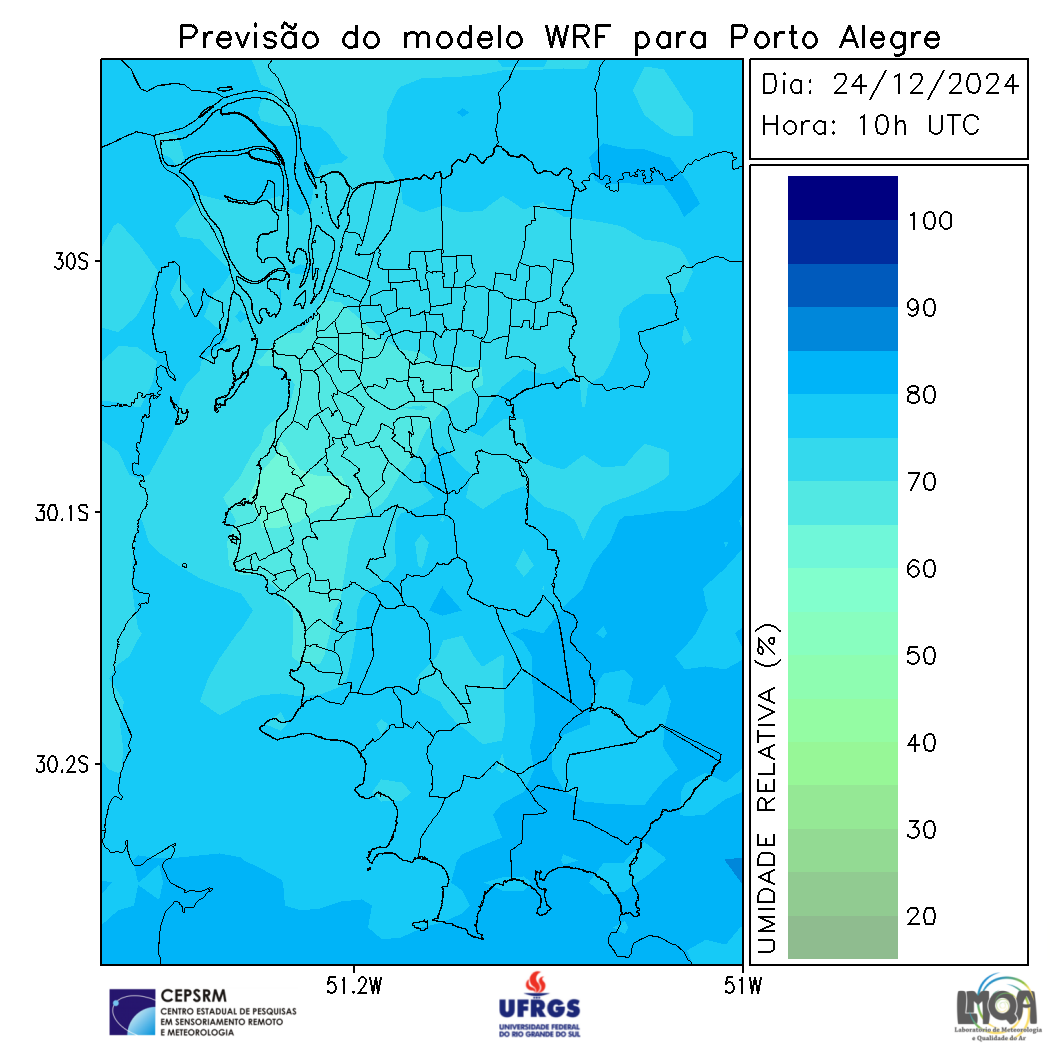 Previsão do modelo WRF para Porto Alegre
Dia: 24/12/2024
Hora: 10h UTC
100
90
80
70
60
50
40
30
20
UMIDADE RELATIVA (%)
30S
30.1S
30.2S
51.2W
51W
CEPSRM
CENTRO ESTADUAL DE PESQUISAS
EM SENSORIAMENTO REMOTO
E METEOROLOGIA
UFRGS
UNIVERSIDADE FEDERAL
DO RIO GRANDE DO SUL
LMQA
Laboratório de Meteorologia
e Qualidade do Ar